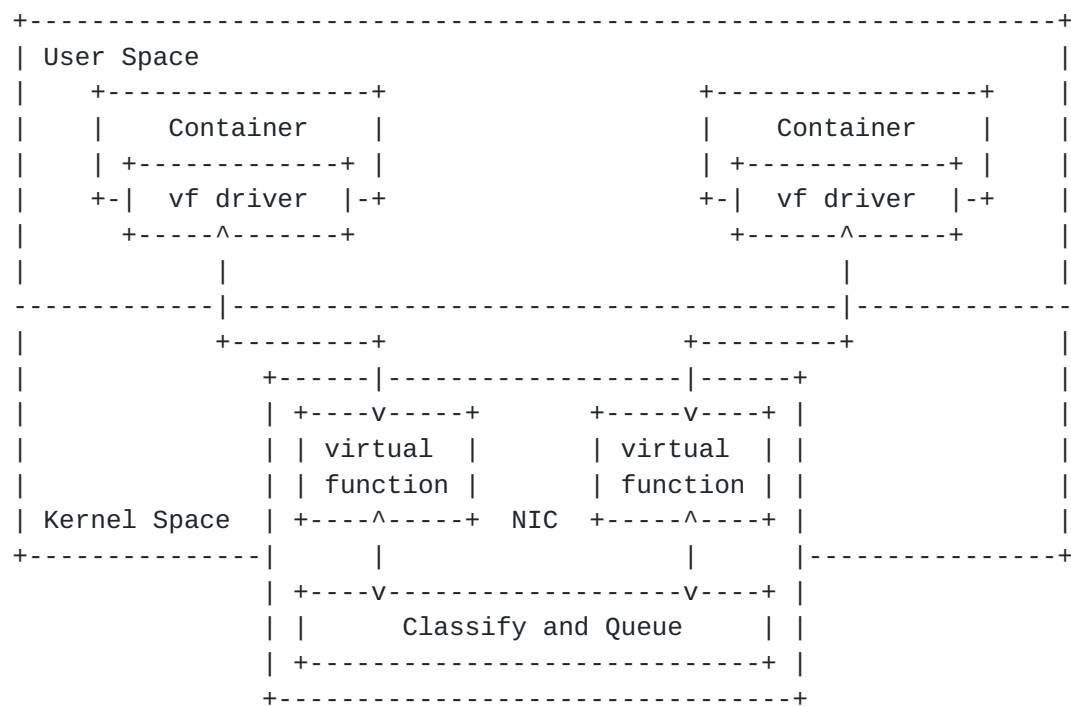 User Space
Container Container
vf driver vf driver
virtual virtual
function function
Kernel Space NIC
Classify and Queue